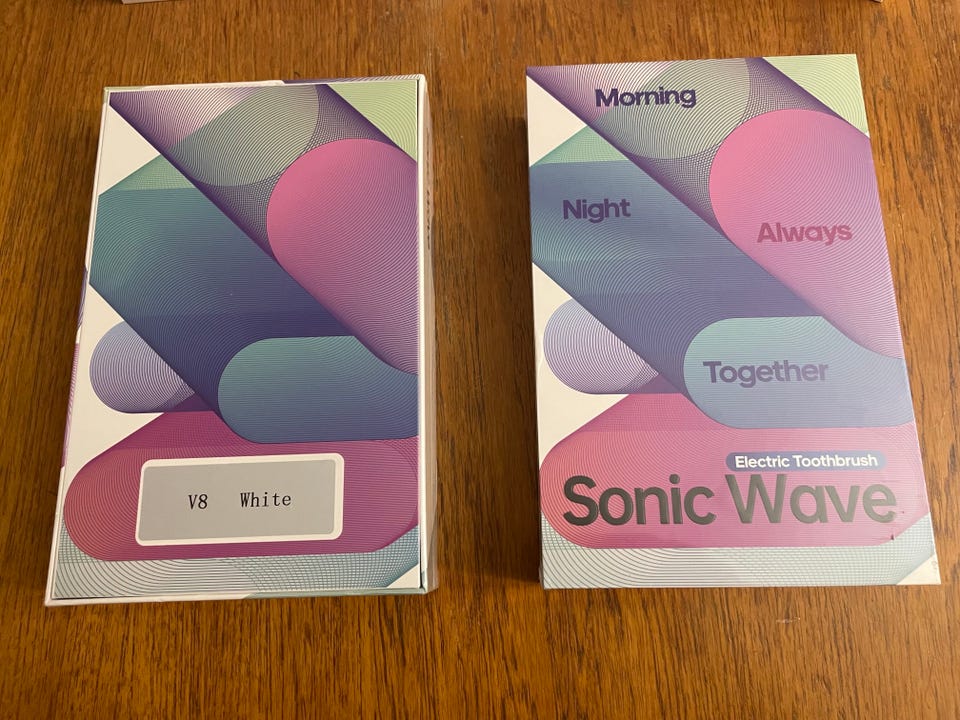 V8 White
Morning
Night
Always
Together
Electric Toothbrush
Sonic Wave